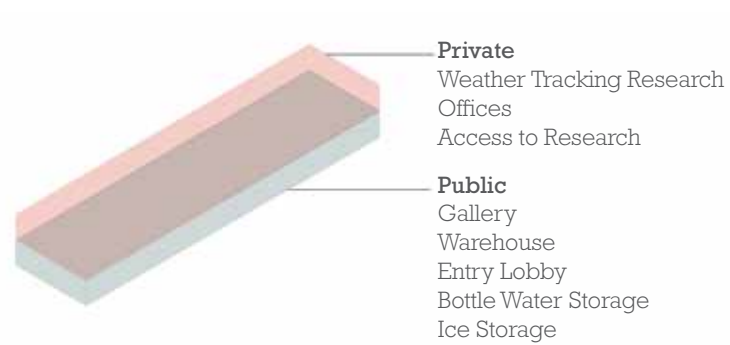 Private
Weather Tracking Research
Offices
Access to Research
Public
Gallery
Warehouse
Entry Lobby
Bottle Water Storage
Ice Storage